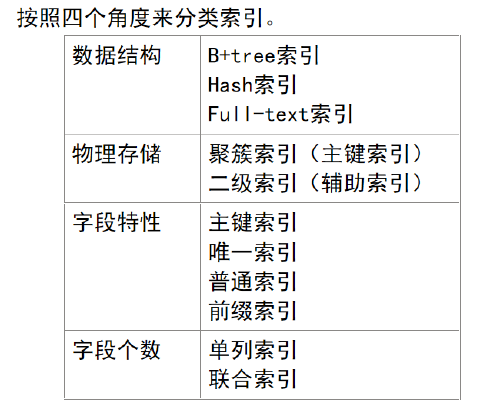 按照四个角度来分类索引。
数据结构
B+tree索引
Hash索引
Full-text索引
物理存储
聚簇索引（主键索引）
二级索引（辅助索引）
字段特性
主键索引
唯一索引
普通索引
前缀索引
字段个数
单列索引
联合索引